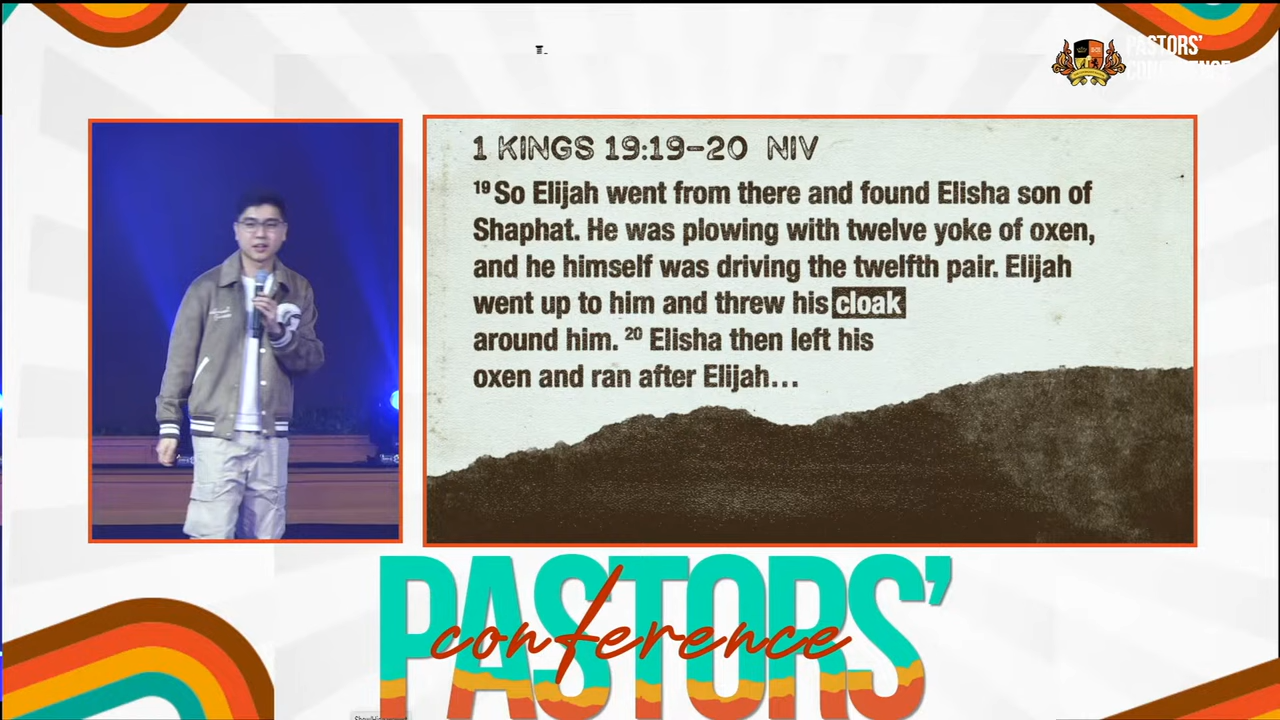 PASTORS'
CONFERENCE
1 KINGS 19:19-20 NIV
19 So Elijah went from there and found Elisha son of
Shaphat. He was plowing with twelve yoke of oxen,
and he himself was driving the twelfth pair. Elijah
went up to him and threw his cloak
around him. 20 Elisha then left his
oxen and ran after Elijah...
PASTORS'
conference